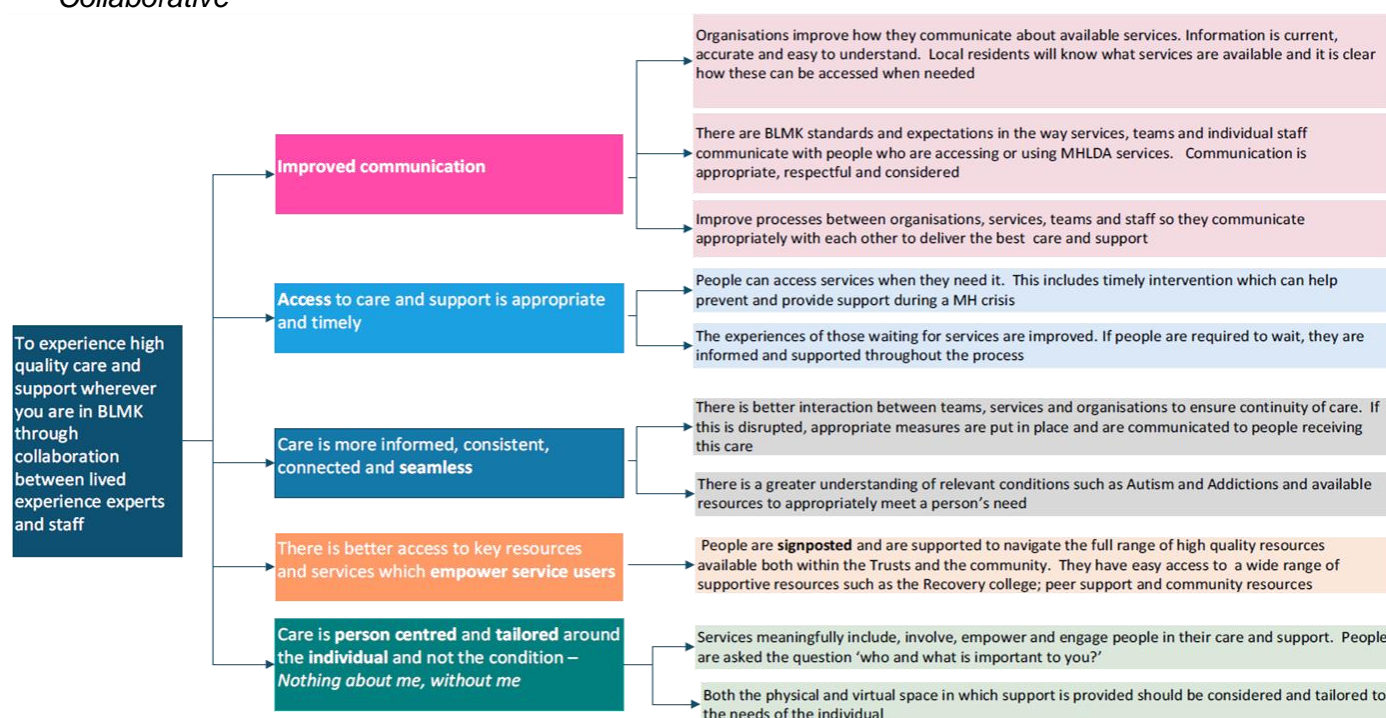 Collaborative
Organisations improve how they communicate about available services. Information is current,
accurate and easy to understand.  Local residents will know what services are available and it is clear
how these can be accessed when needed
There are BLMK standards and expectations in the way services, teams and individual staff
communicate with people who are accessing or using MHLDA services.   Communication is
appropriate, respectful and considered
Improved communication
Improve processes between organisations, services, teams and staff so they communicate
appropriately with each other to deliver the best  care and support
People can access services when they need it.  This includes timely intervention which can help
prevent and provide support during a MH crisis
Access to care and support is appropriate
and timely
The experiences of those waiting for services are improved. If people are required to wait, they are
informed and supported throughout the process
To experience high
quality care and
support wherever
you are in BLMK
through
collaboration
between lived
experience experts
and staff
There is better interaction between teams, services and organisations to ensure continuity of care.  If
this is disrupted, appropriate measures are put in place and are communicated to people receiving
this care
Care is more informed, consistent,
connected and seamless
There is a greater understanding of relevant conditions such as Autism and Addictions and available
resources to appropriately meet a person’s need
There is better access to key resources
and services which empower service users
People are signposted and are supported to navigate the full range of high quality resources
available both within the Trusts and the community.  They have easy access to  a wide range of
supportive resources such as the Recovery college; peer support and community resources
Care is person centred and tailored around
the individual and not the condition –
Nothing about me, without me
Services meaningfully include, involve, empower and engage people in their care and support.  People
are asked the question ‘who and what is important to you?’
Both the physical and virtual space in which support is provided should be considered and tailored to
the needs of the individual